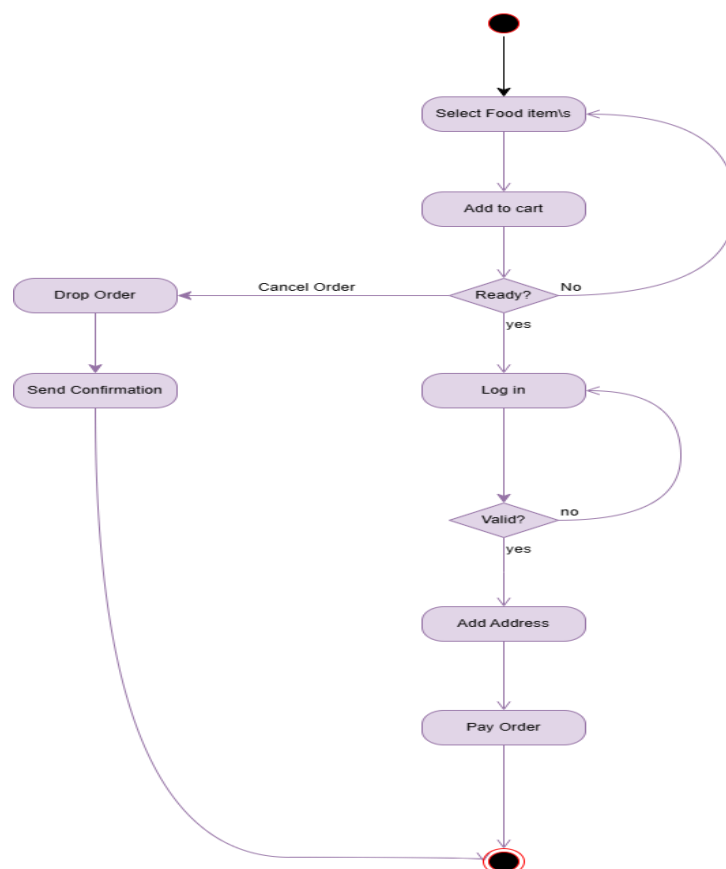 Select Food item\s
Add to cart
Cancel Order
Drop Order
Ready?
No
yes
Send Confirmation
Log in
Valid?
no
yes
Add Address
Pay Order